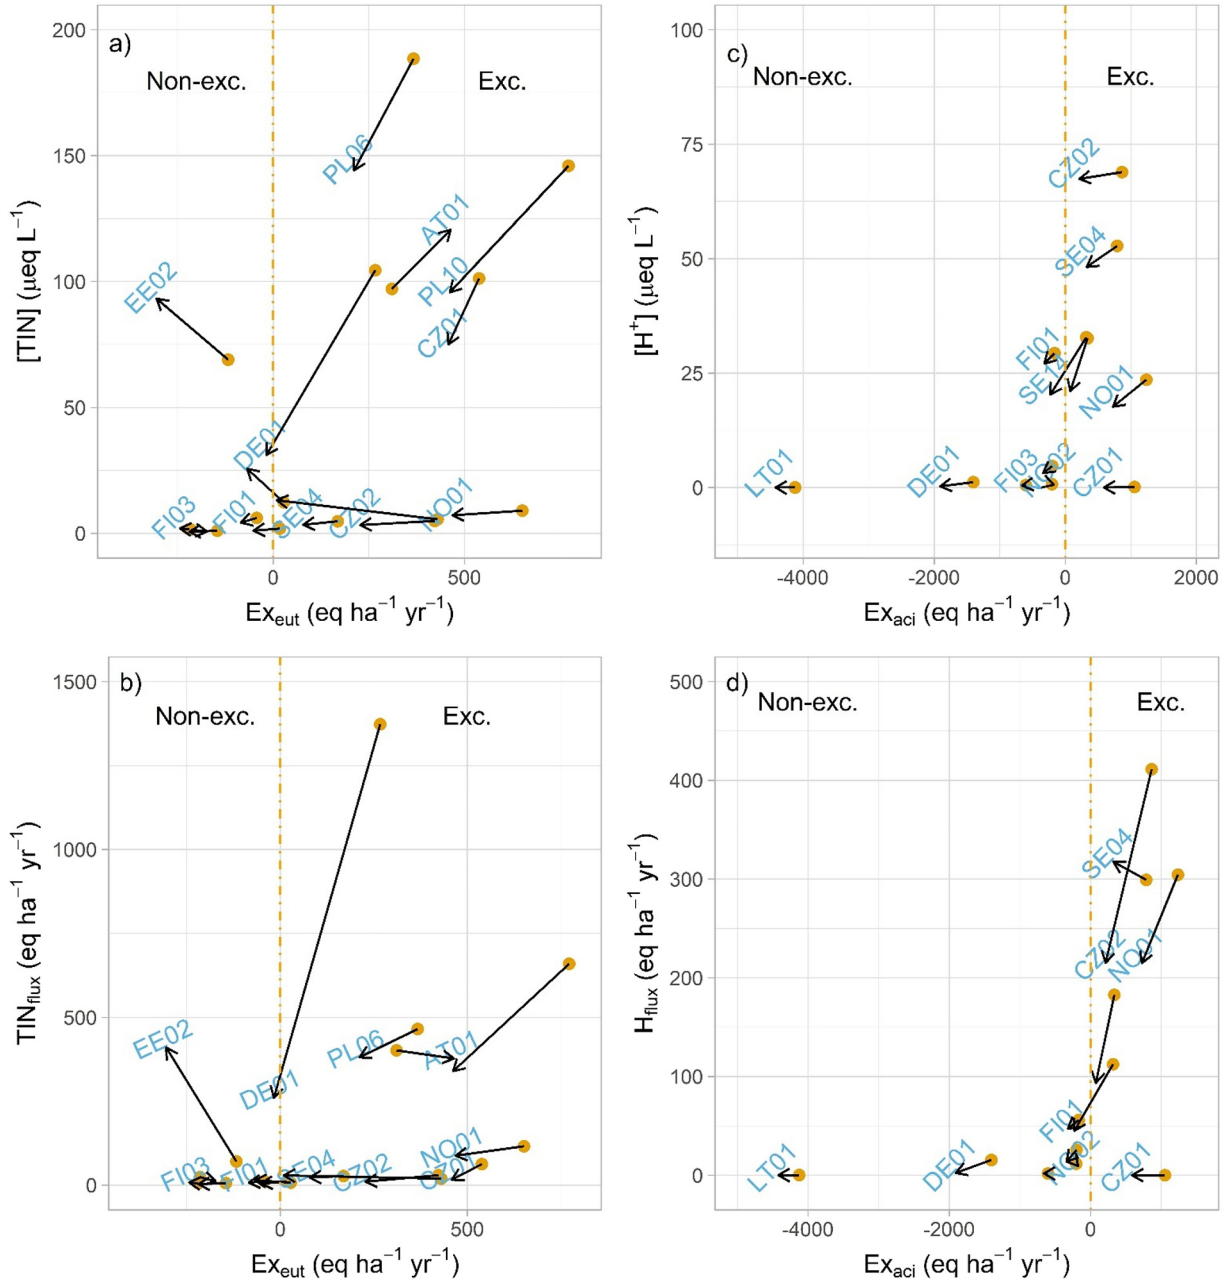 a)
Non-exc.
Exc.
200
150
100
50
0
[TIN] (μeq L⁻¹)
PL06
AT01
PL10
CZ01
EE02
DE01
FI03
FI01
SE04
CZ02
NO01
0
500
Ex_eut (eq ha⁻¹ yr⁻¹)
c)
Non-exc.
Exc.
100
75
50
25
0
[H⁺] (μeq L⁻¹)
CZ02
SE04
FI01
SE14
NO01
LT01
DE01
FI03
NO02
CZ01
-4000
-2000
0
2000
Ex_aci (eq ha⁻¹ yr⁻¹)
b)
Non-exc.
Exc.
1500
1000
500
0
TIN_flux (eq ha⁻¹ yr⁻¹)
EE02
DE01
PL06
AT01
FI03
FI01
SE04
CZ02
NO01
CZ01
0
500
Ex_eut (eq ha⁻¹ yr⁻¹)
d)
Non-exc.
Exc.
500
400
300
200
100
0
H_flux (eq ha⁻¹ yr⁻¹)
SE04
CZ02
NO01
FI01
NO02
LT01
DE01
CZ01
-4000
-2000
0
Ex_aci (eq ha⁻¹ yr⁻¹)